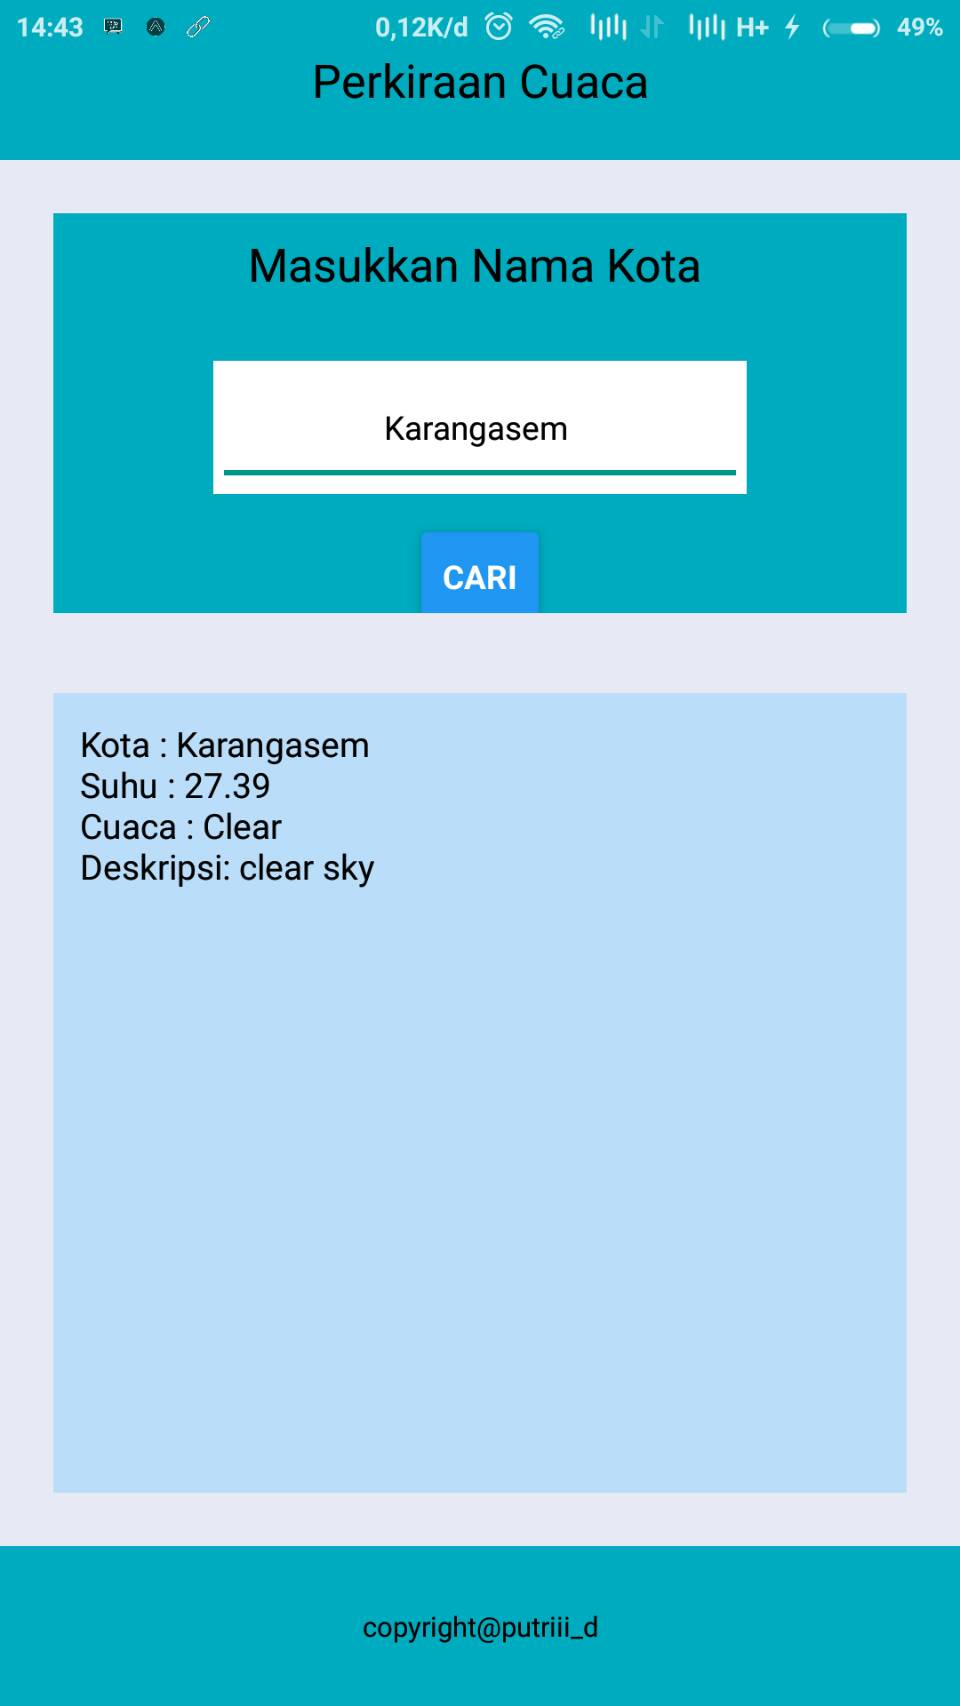 14:43 0,12K/d H+ 49%
Perkiraan Cuaca
Masukkan Nama Kota
Karangasem
CARI
Kota : Karangasem
Suhu : 27.39
Cuaca : Clear
Deskripsi: clear sky
copyright@putriii_d